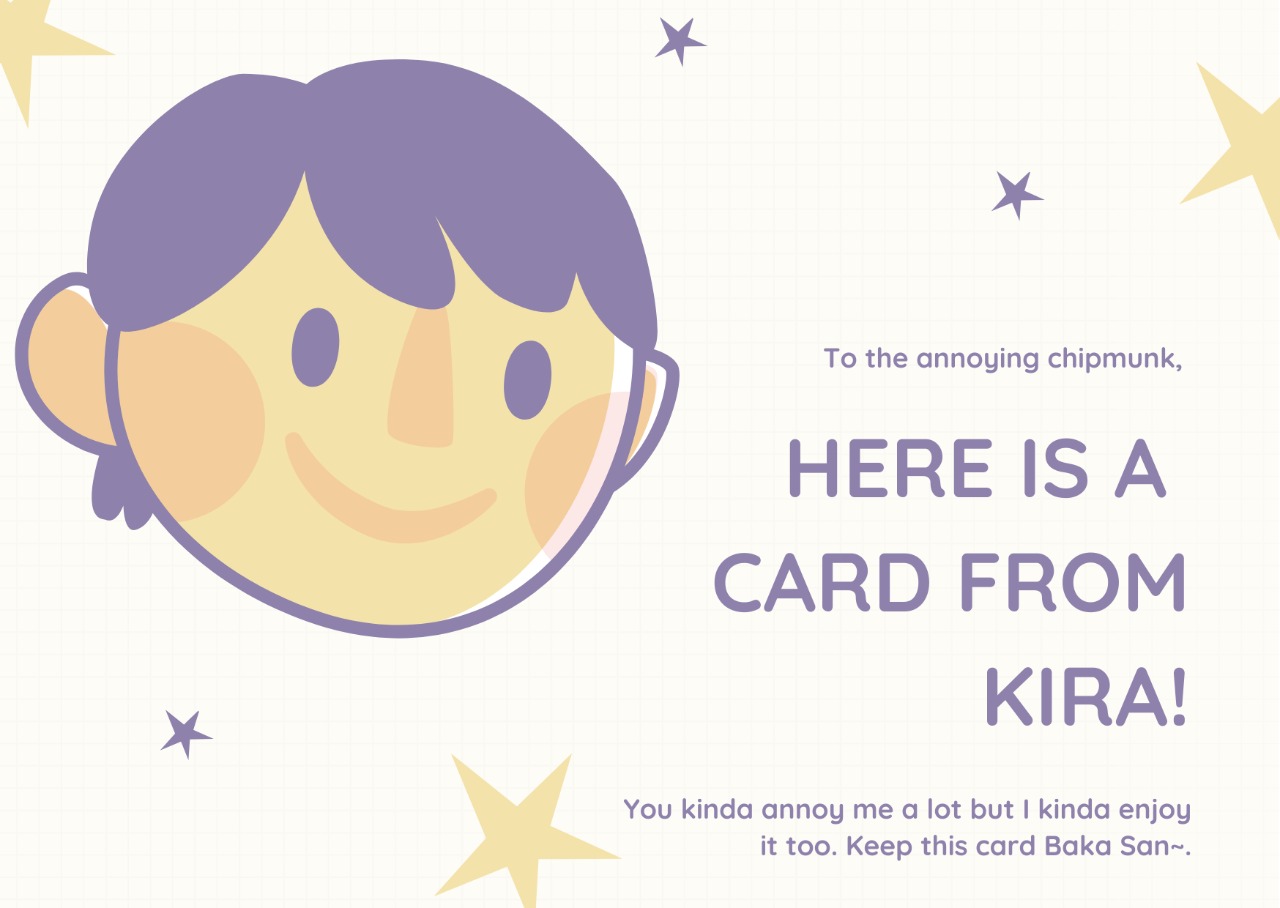 To the annoying chipmunk,
HERE IS A
CARD FROM
KIRA!
You kinda annoy me a lot but I kinda enjoy
it too. Keep this card Baka San~.